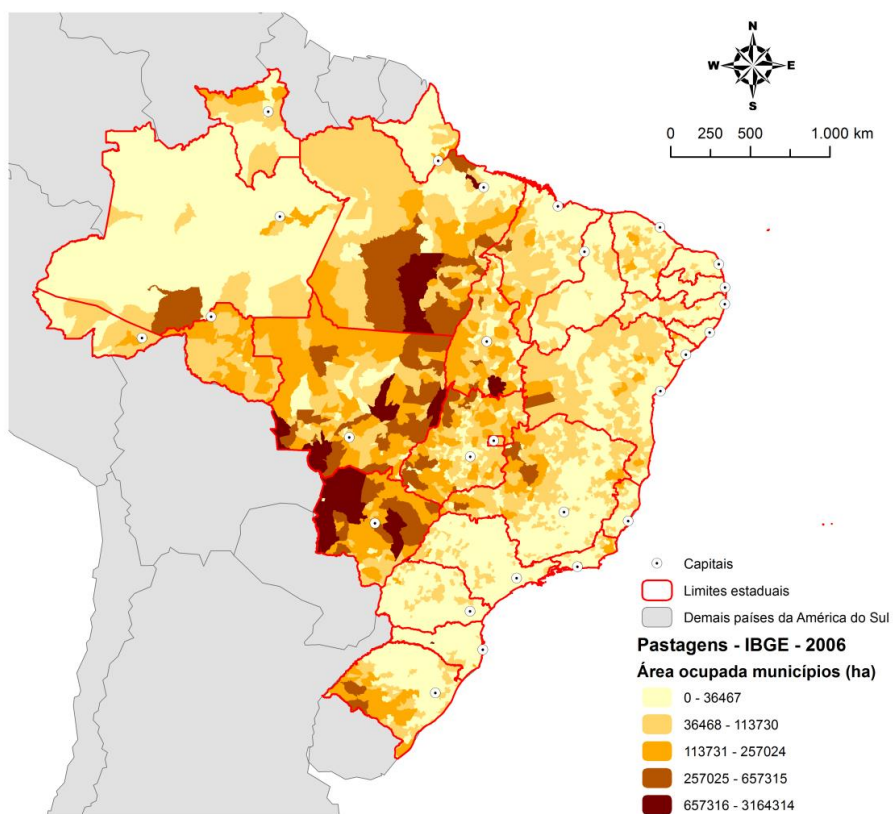 N
W E
S
0 250 500 1.000 km
Capitais
Limites estaduais
Demais países da América do Sul
Pastagens - IBGE - 2006
Área ocupada municípios (ha)
0 - 36467
36468 - 113730
113731 - 257024
257025 - 657315
657316 - 3164314